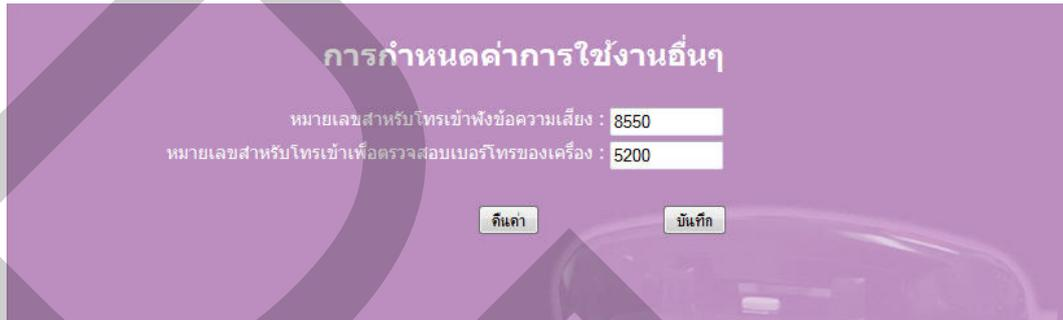 การกำหนดค่าการใช้งานอื่นๆ
หมายเลขสำหรับโทรเข้าฟังข้อความเสียง : 8550
หมายเลขสำหรับโทรเข้าเพื่อตรวจสอบเบอร์โทรของเครื่อง : 5200
คืนค่า บันทึก